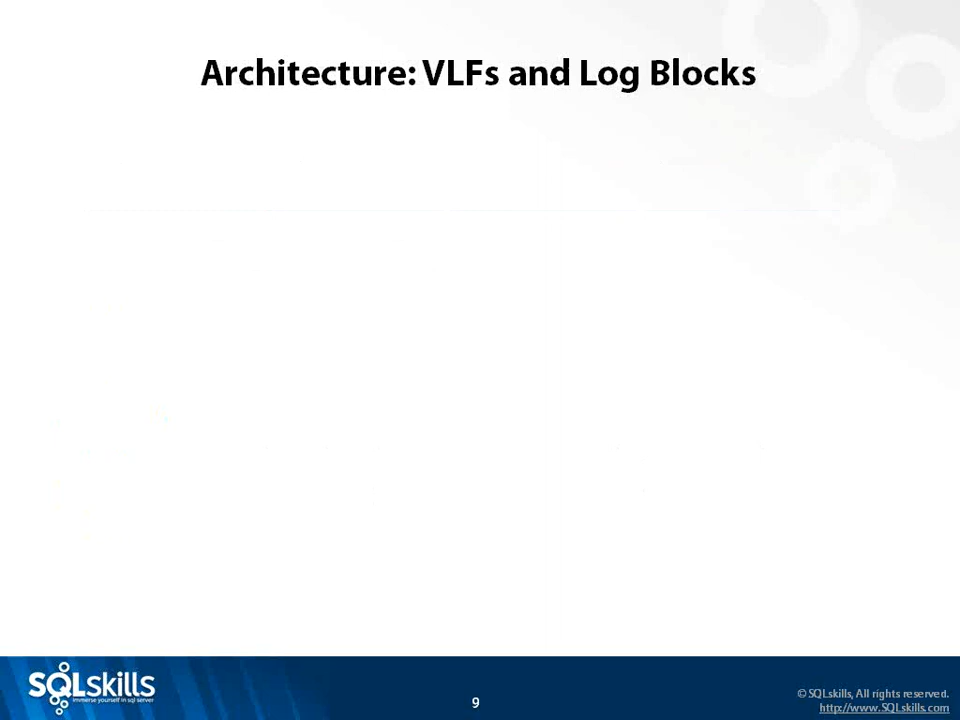 Architecture: VLFs and Log Blocks
SQLskills
immerse yourself in sql server
9
© SQLskills, All rights reserved.
http://www.SQLskills.com